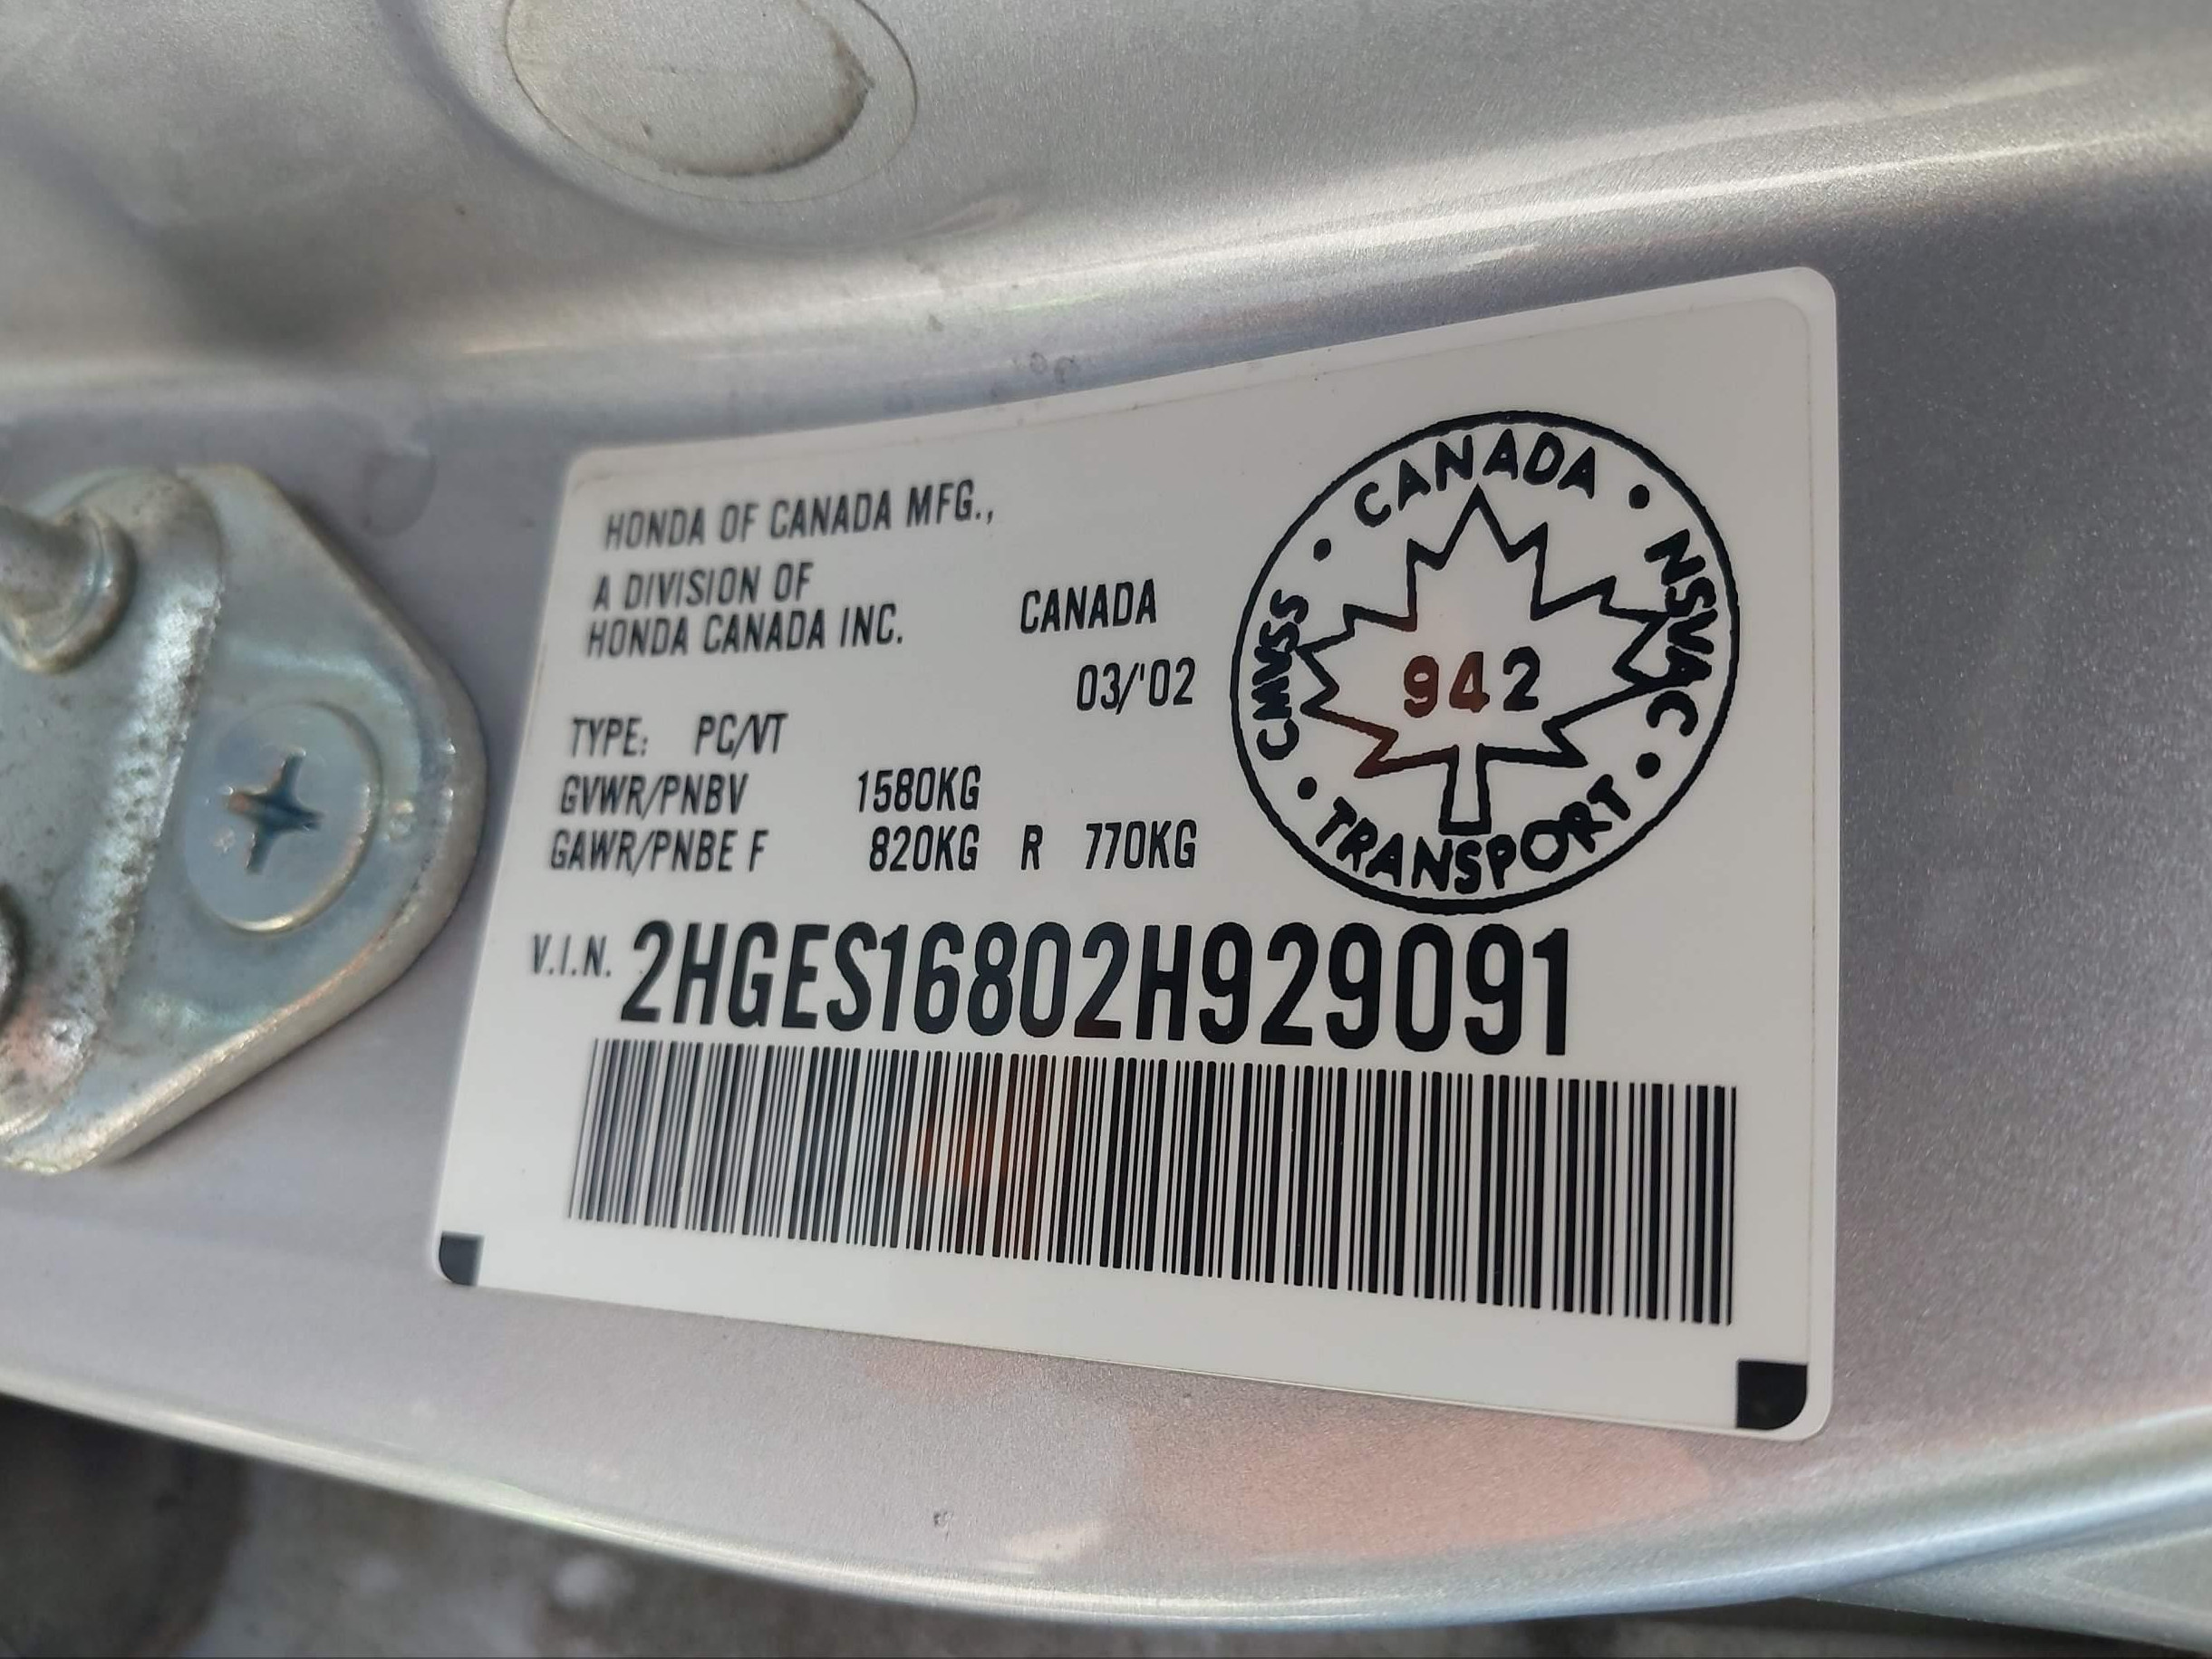 HONDA OF CANADA MFG.,
A DIVISION OF
HONDA CANADA INC. CANADA
03/'02
TYPE: PC/VT
GVWR/PNBV 1580KG
GAWR/PNBE F 820KG R 770KG
V.I.N. 2HGES16802H929091
CANADA • NSVAC • TRANSPORT • CMVSS •
942